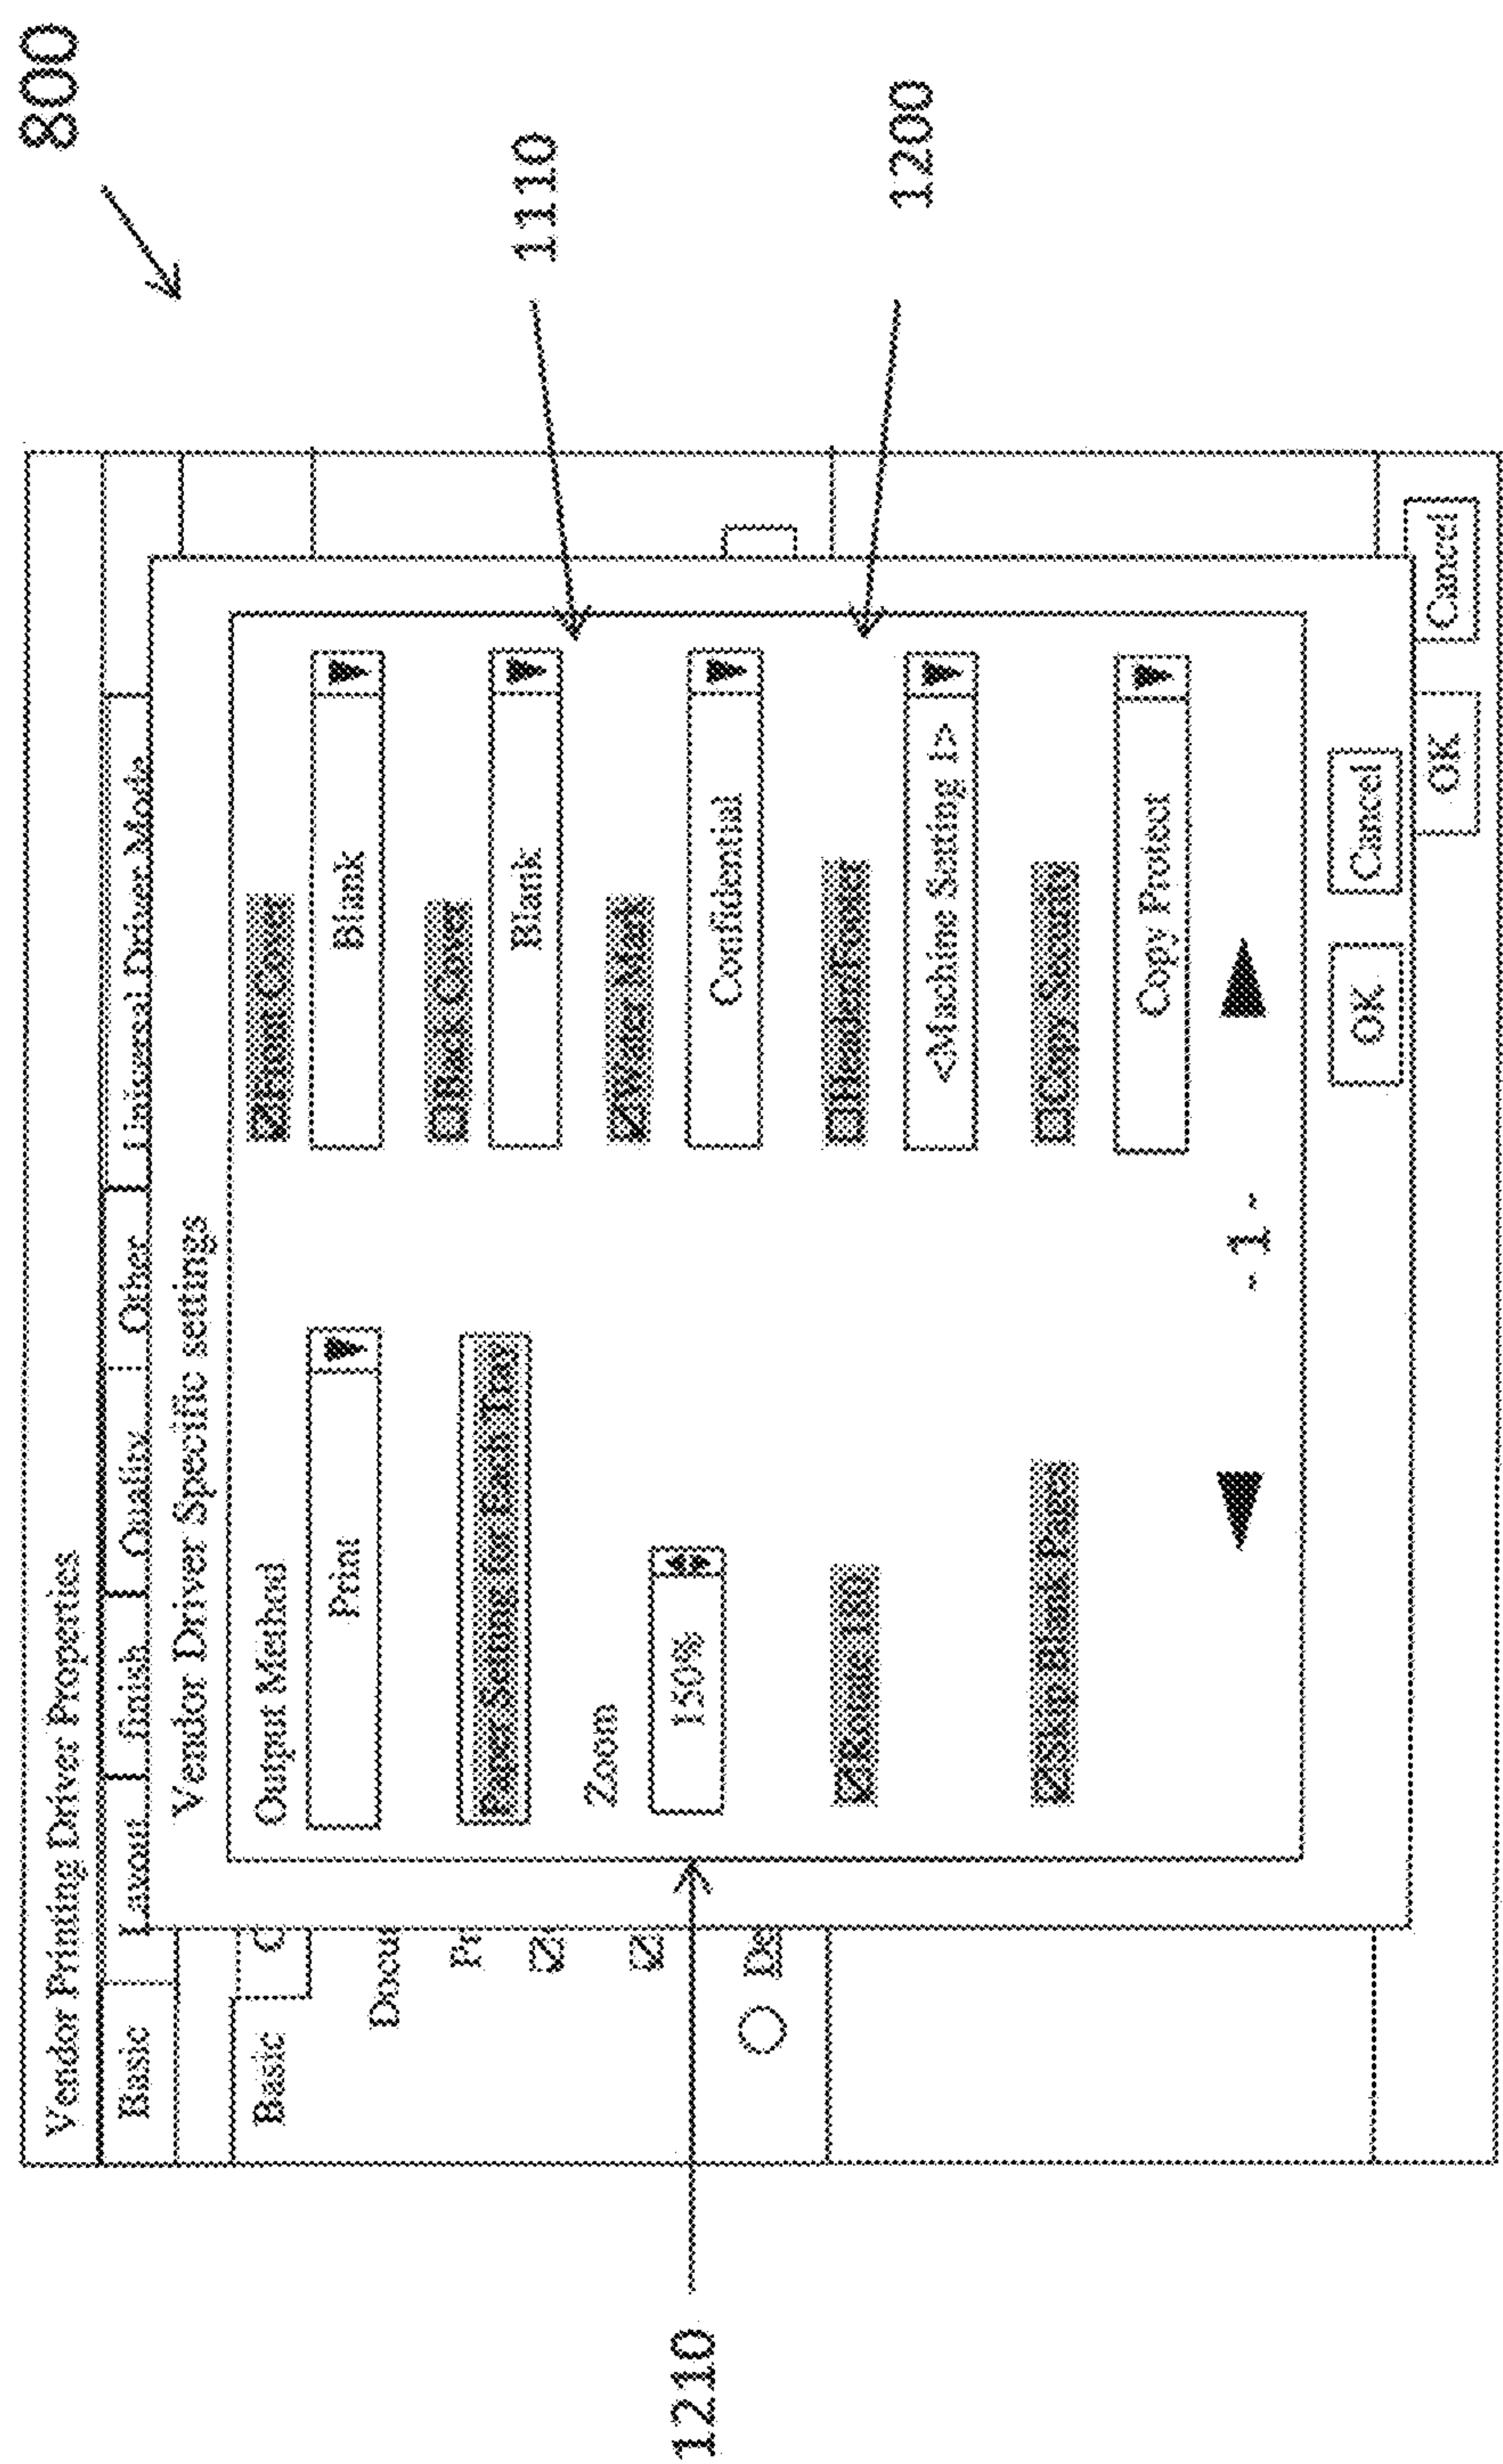 800
Vendor Printing Driver Properties
Basic Layout finish Quality Other Universal Driver Mode
Vendor Driver Specific settings
Basic
Docu
Pr
De
Output Method
Print
Paper Setting for Each Tray
Zoom
150%
Rotate 180
Skip Blank Pages
Front Cover
Blank
Back Cover
Blank
Water Mark
Confidential
Header/Footer
<Machine Setting 1>
Copy Security
Copy Protect
- 1 -
OK Cancel
OK Cancel
1110
1200
1210